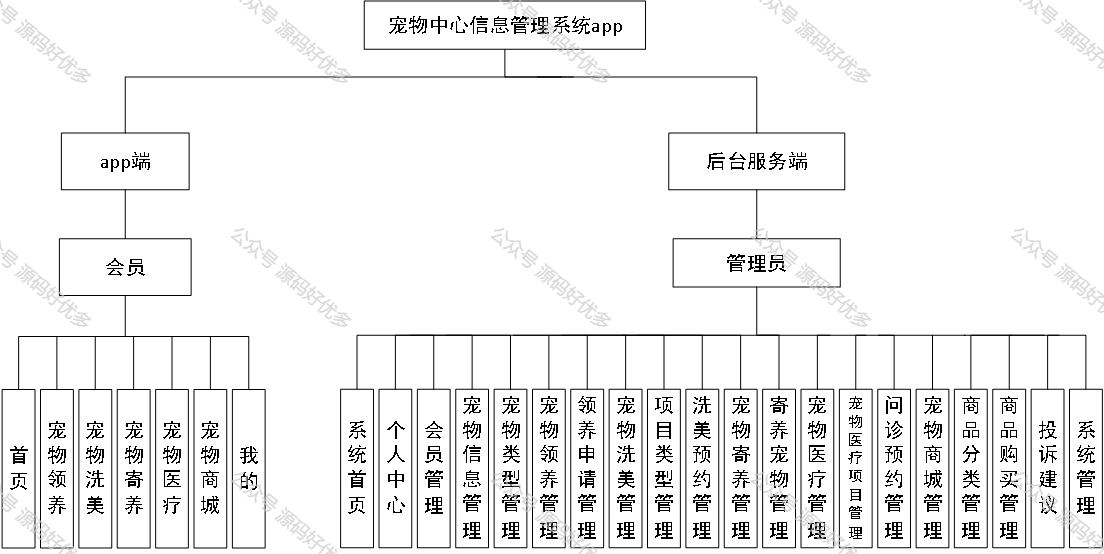 宠物中心信息管理系统app
app端
后台服务端
会员
管理员
首页
宠物领养
宠物洗美
宠物寄养
宠物医疗
宠物商城
我的
系统首页
个人中心
会员管理
宠物信息管理
宠物类型管理
宠物领养管理
领养申请管理
宠物洗美管理
项目类型管理
洗美预约管理
宠物寄养管理
寄养宠物管理
宠物医疗管理
宠物医疗项目管理
问诊预约管理
宠物商城管理
商品分类管理
商品购买管理
投诉建议
系统管理
公众号 源码好优多